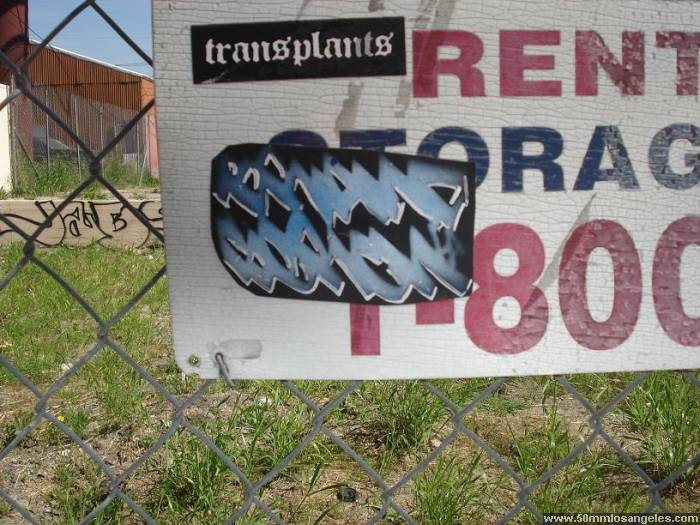 transplants
RENT
STORAG
1-800
www.50mmlosangeles.com